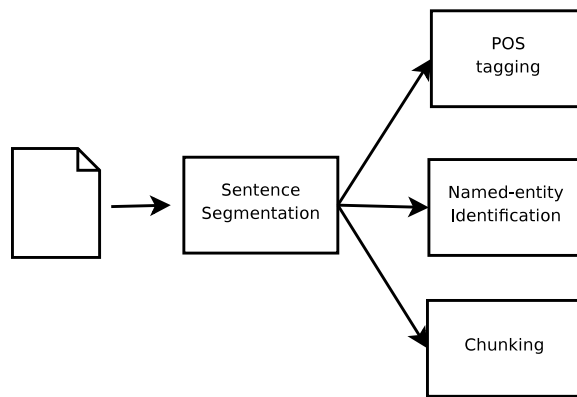 POS
tagging
Sentence
Segmentation
Named-entity
Identification
Chunking